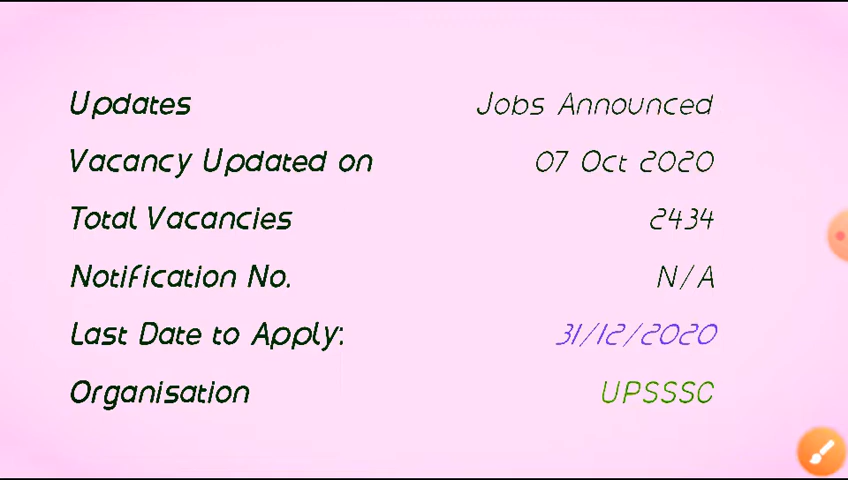 Updates Jobs Announced
Vacancy Updated on 07 Oct 2020
Total Vacancies 2434
Notification No. N/A
Last Date to Apply: 31/12/2020
Organisation UPSSSC